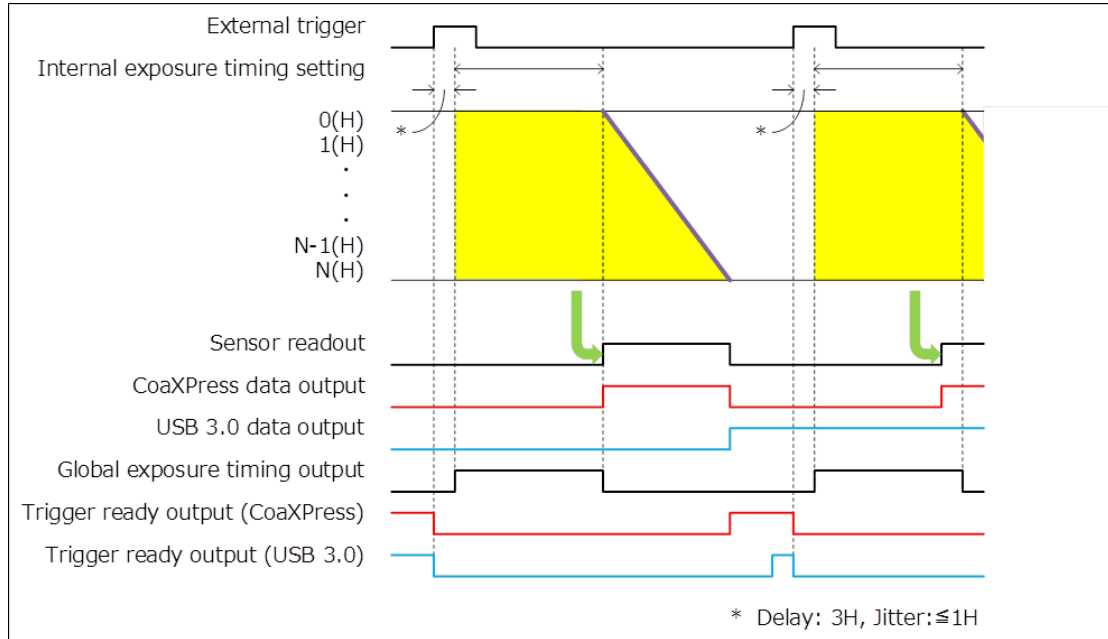 External trigger
Internal exposure timing setting
*
*
0(H)
1(H)
.
.
.
N-1(H)
N(H)
Sensor readout
CoaXPress data output
USB 3.0 data output
Global exposure timing output
Trigger ready output (CoaXPress)
Trigger ready output (USB 3.0)
* Delay: 3H, Jitter:≦1H